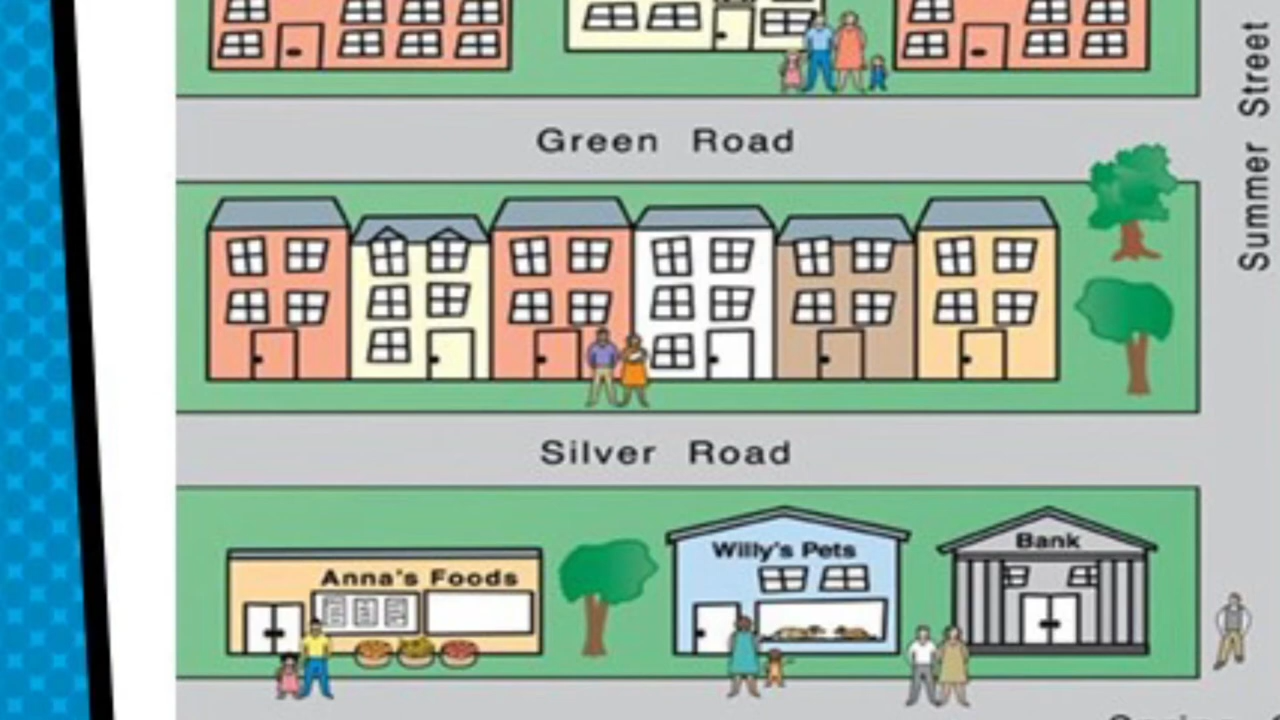 Green Road
Summer Street
Silver Road
Willy's Pets
Bank
Anna's Foods